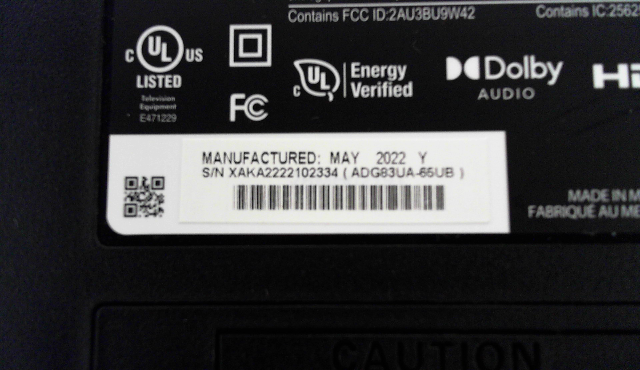 Contains FCC ID:2AU3BU9W42
Contains IC:2562
c UL US
LISTED
Television
Equipment
E471229
FC
c UL Energy
Verified
Dolby
AUDIO
MANUFACTURED: MAY 2022 Y
S/N XAKA2222102334 ( ADG83UA-65UB )
MADE IN M
FABRIQUÉ AU ME
CAUTION